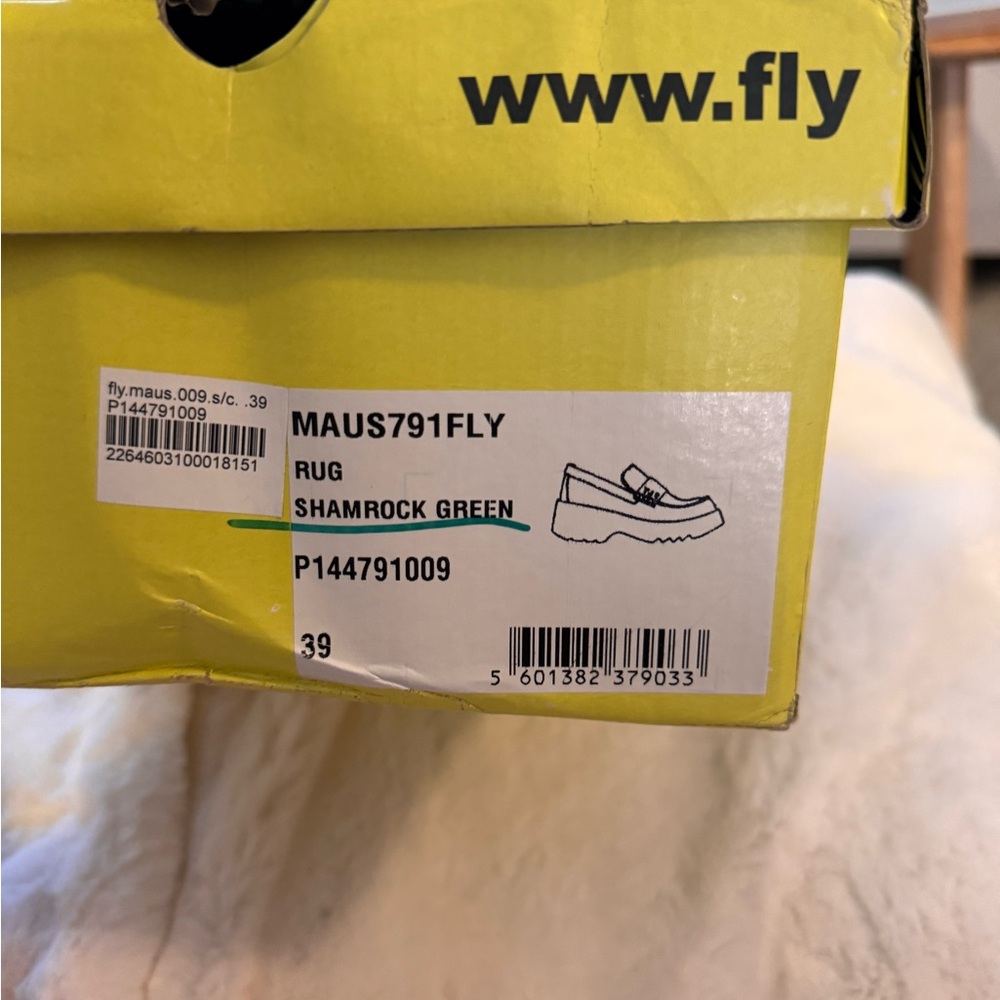 www.fly
fly.maus.009.s/c. .39
P144791009
2264603100018151
MAUS791FLY
RUG
SHAMROCK GREEN
P144791009
39
5 601382 379033